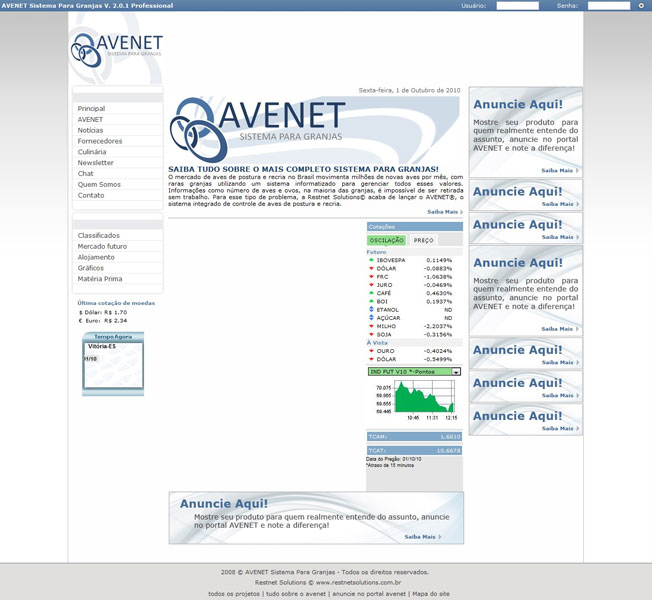 AVENET Sistema Para Granjas V. 2.0.1 Professional
Usuário:
Senha:
AVENET
SISTEMA PARA GRANJAS
Principal
AVENET
Notícias
Fornecedores
Culinária
Newsletter
Chat
Quem Somos
Contato
Classificados
Mercado futuro
Alojamento
Gráficos
Matéria Prima
Última cotação de moedas
$ Dólar: R$ 1.70
€ Euro: R$ 2.34
TempoAgora
Vitória-ES
01/10
Sexta-feira, 1 de Outubro de 2010
AVENET
SISTEMA PARA GRANJAS
SAIBA TUDO SOBRE O MAIS COMPLETO SISTEMA PARA GRANJAS!
O mercado de aves de postura e recria no Brasil movimenta milhões de novas aves por mês, com
raras granjas utilizando um sistema informatizado para gerenciar todos esses valores.
Informações como número de aves e ovos, na maioria das granjas, é impossível de ser retirada
sem trabalho. Para esse tipo de problema, a Restnet Solutions© acaba de lançar o AVENET®, o
sistema integrado de controle de aves de postura e recria.
Saiba Mais
Cotações
OSCILAÇÃO PREÇO
Futuro
IBOVESPA 0.1149%
DÓLAR -0.0883%
FRC -1.0638%
JURO -0.0469%
CAFÉ 0.4630%
BOI 0.1937%
ETANOL ND
AÇÚCAR ND
MILHO -2.2037%
SOJA -0.3156%
À Vista
OURO -0.4024%
DÓLAR -0.5499%
IND FUT V10 *-Pontos
70.075
69.865
69.655
69.446
10:46 11:31 12:15
TCAM: 1,6810
TCAT: 10,6678
Data do Pregão: 01/10/10
*Atraso de 15 minutos
Anuncie Aqui!
Mostre seu produto para quem realmente entende do assunto, anuncie
no portal AVENET e note a diferença!
Saiba Mais
Anuncie Aqui!
Mostre seu produto para
quem realmente entende do
assunto, anuncie no portal
AVENET e note a diferença!
Saiba Mais
Anuncie Aqui!
Saiba Mais
Anuncie Aqui!
Saiba Mais
Anuncie Aqui!
Mostre seu produto para
quem realmente entende do
assunto, anuncie no portal
AVENET e note a diferença!
Saiba Mais
Anuncie Aqui!
Saiba Mais
Anuncie Aqui!
Saiba Mais
Anuncie Aqui!
Saiba Mais
2008 © AVENET Sistema Para Granjas - Todos os direitos reservados.
Restnet Solutions © www.restnetsolutions.com.br
todos os projetos | tudo sobre o avenet | anuncie no portal avenet | Mapa do site